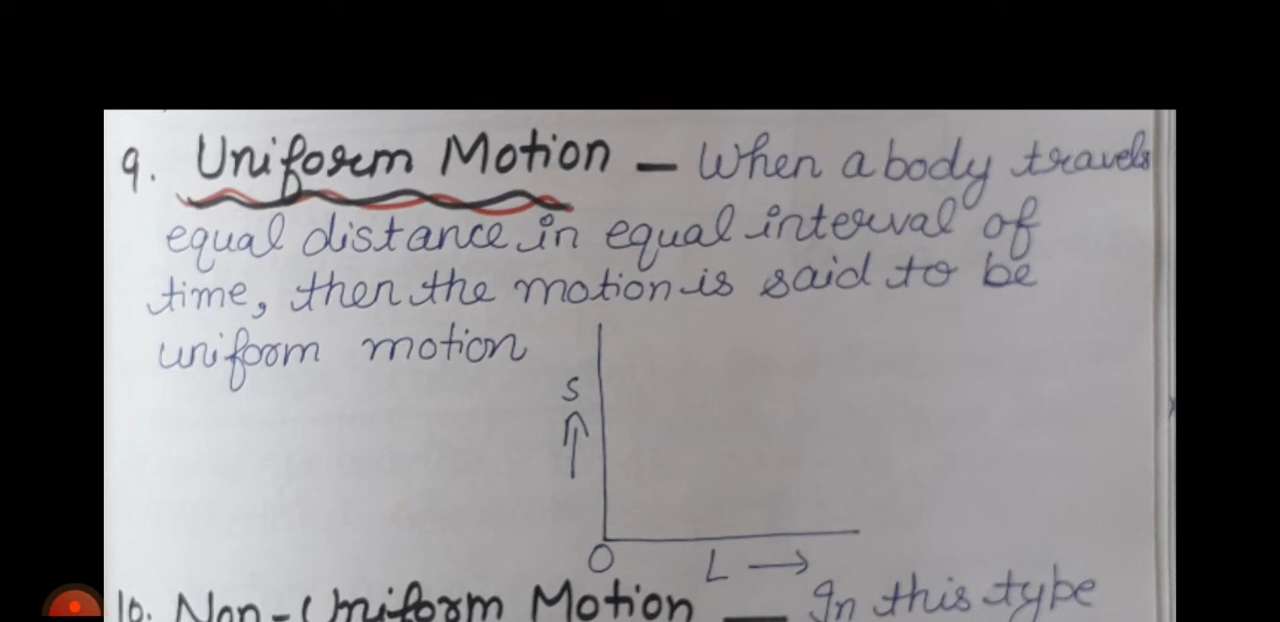 9. Uniform Motion – When a body travels
equal distance in equal interval of
time, then the motion is said to be
uniform motion
S
O
L
10. Non-Uniform Motion — In this type